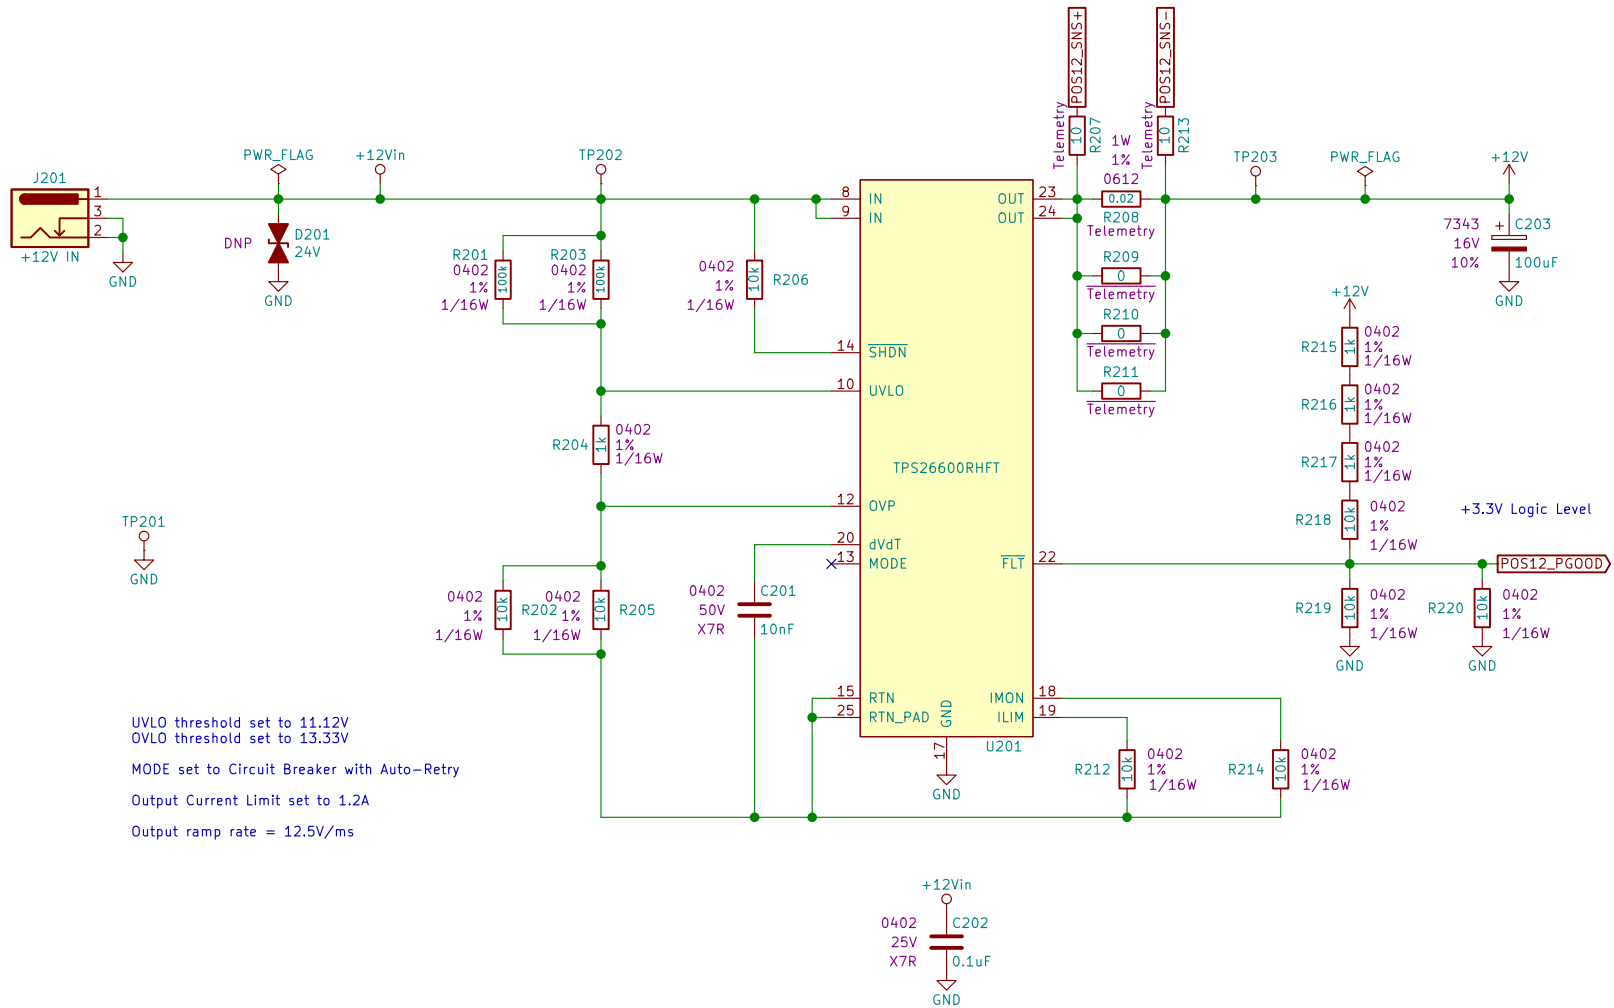 POS12_SNS+
POS12_SNS-
Telemetry
10
R207
Telemetry
10
R213
1W
1%
0612
0.02
R208
Telemetry
R209
0
Telemetry
R210
0
Telemetry
R211
0
Telemetry
J201
1
3
2
+12V IN
GND
PWR_FLAG
DNP
D201
24V
GND
+12Vin
TP202
R201
0402
1%
1/16W
100k
R203
0402
1%
1/16W
100k
0402
1%
1/16W
10k
R206
R204
1k
0402
1%
1/16W
0402
1%
1/16W
10k
R202
0402
1%
1/16W
10k
R205
0402
50V
X7R
C201
10nF
8
IN
9
IN
14
SHDN
10
UVLO
12
OVP
20
dVdT
13
MODE
15
RTN
25
RTN_PAD
TPS26600RHFT
OUT
23
OUT
24
FLT
22
IMON
18
ILIM
19
GND
17
U201
GND
TP203
PWR_FLAG
+12V
7343
16V
10%
+
C203
100uF
GND
+12V
R215
1k
0402
1%
1/16W
R216
1k
0402
1%
1/16W
R217
1k
0402
1%
1/16W
R218
10k
0402
1%
1/16W
+3.3V Logic Level
POS12_PGOOD
R219
10k
0402
1%
1/16W
GND
R220
10k
0402
1%
1/16W
GND
R212
10k
0402
1%
1/16W
R214
10k
0402
1%
1/16W
TP201
GND
UVLO threshold set to 11.12V
OVLO threshold set to 13.33V
MODE set to Circuit Breaker with Auto-Retry
Output Current Limit set to 1.2A
Output ramp rate = 12.5V/ms
+12Vin
0402
25V
X7R
C202
0.1uF
GND